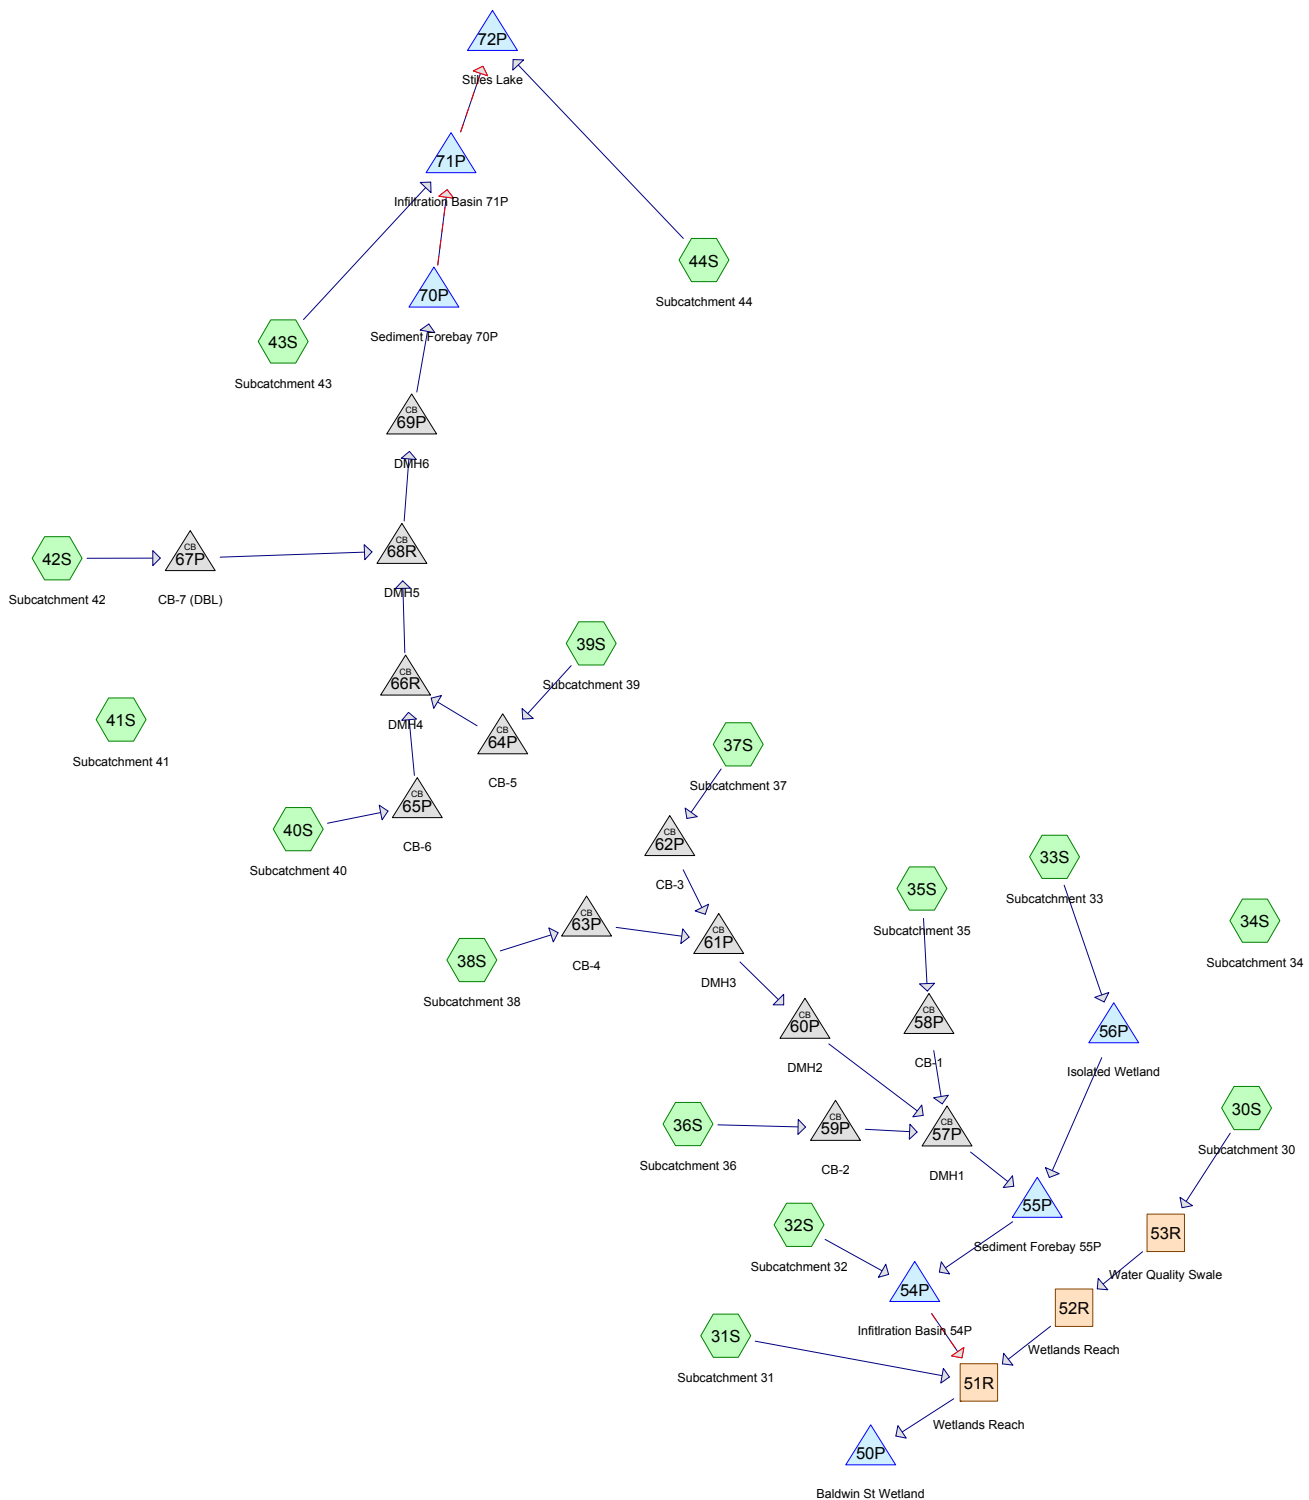 72P
Stiles Lake
71P
Infiltration Basin 71P
44S
Subcatchment 44
70P
Sediment Forebay 70P
43S
Subcatchment 43
CB
69P
DMH6
42S
Subcatchment 42
CB
67P
CB-7 (DBL)
CB
68R
DMH5
39S
Subcatchment 39
CB
66R
DMH4
41S
Subcatchment 41
CB
64P
CB-5
37S
Subcatchment 37
CB
65P
CB-6
40S
Subcatchment 40
CB
62P
CB-3
33S
Subcatchment 33
35S
Subcatchment 35
34S
Subcatchment 34
CB
63P
CB-4
CB
61P
DMH3
38S
Subcatchment 38
CB
60P
DMH2
CB
58P
CB-1
56P
Isolated Wetland
30S
Subcatchment 30
36S
Subcatchment 36
CB
59P
CB-2
CB
57P
DMH1
55P
Sediment Forebay 55P
32S
Subcatchment 32
53R
Water Quality Swale
54P
Infitlration Basin 54P
52R
Wetlands Reach
31S
Subcatchment 31
51R
Wetlands Reach
50P
Baldwin St Wetland